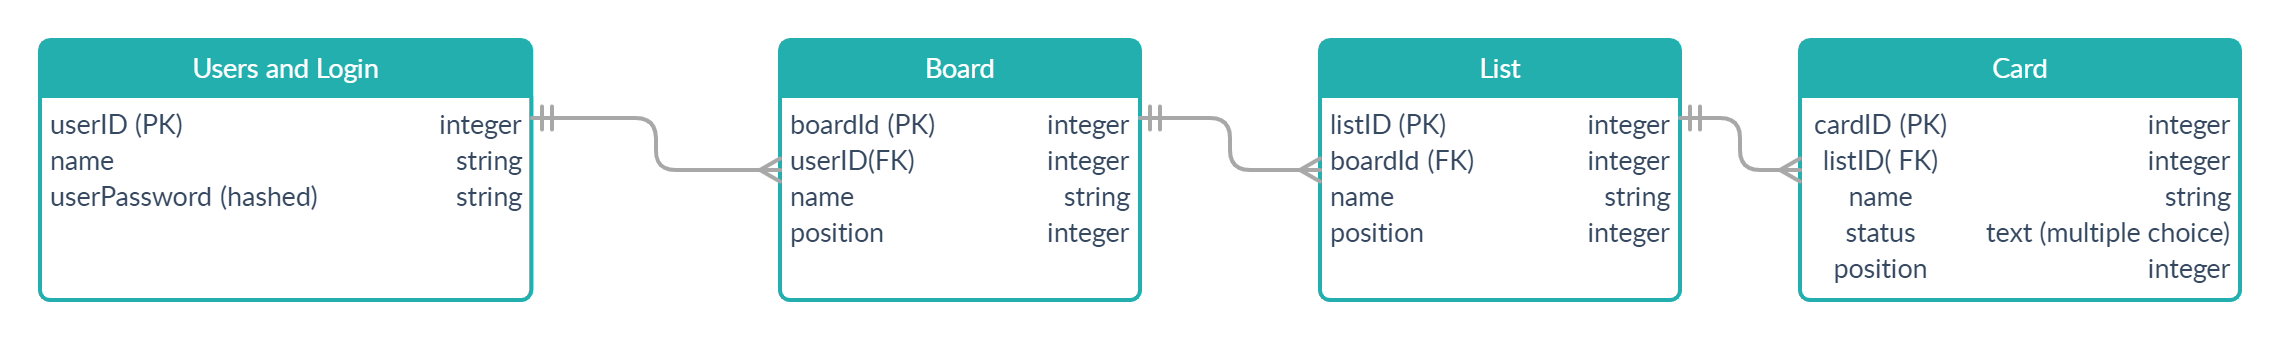 Users and Login
userID (PK) integer
name string
userPassword (hashed) string
Board
boardId (PK) integer
userID(FK) integer
name string
position integer
List
listID (PK) integer
boardId (FK) integer
name string
position integer
Card
cardID (PK) integer
listID( FK) integer
name string
status text (multiple choice)
position integer